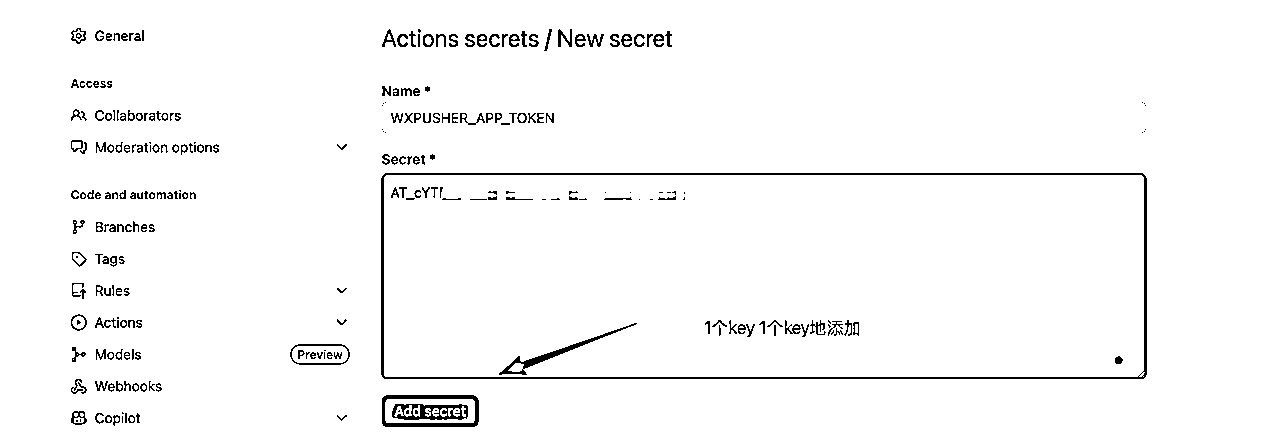 General
Access
Collaborators
Moderation options
Code and automation
Branches
Tags
Rules
Actions
Models
Preview
Webhooks
Copilot
Actions secrets / New secret
Name *
WXPUSHER_APP_TOKEN
Secret *
AT_cYT
1个key 1个key地添加
Add secret